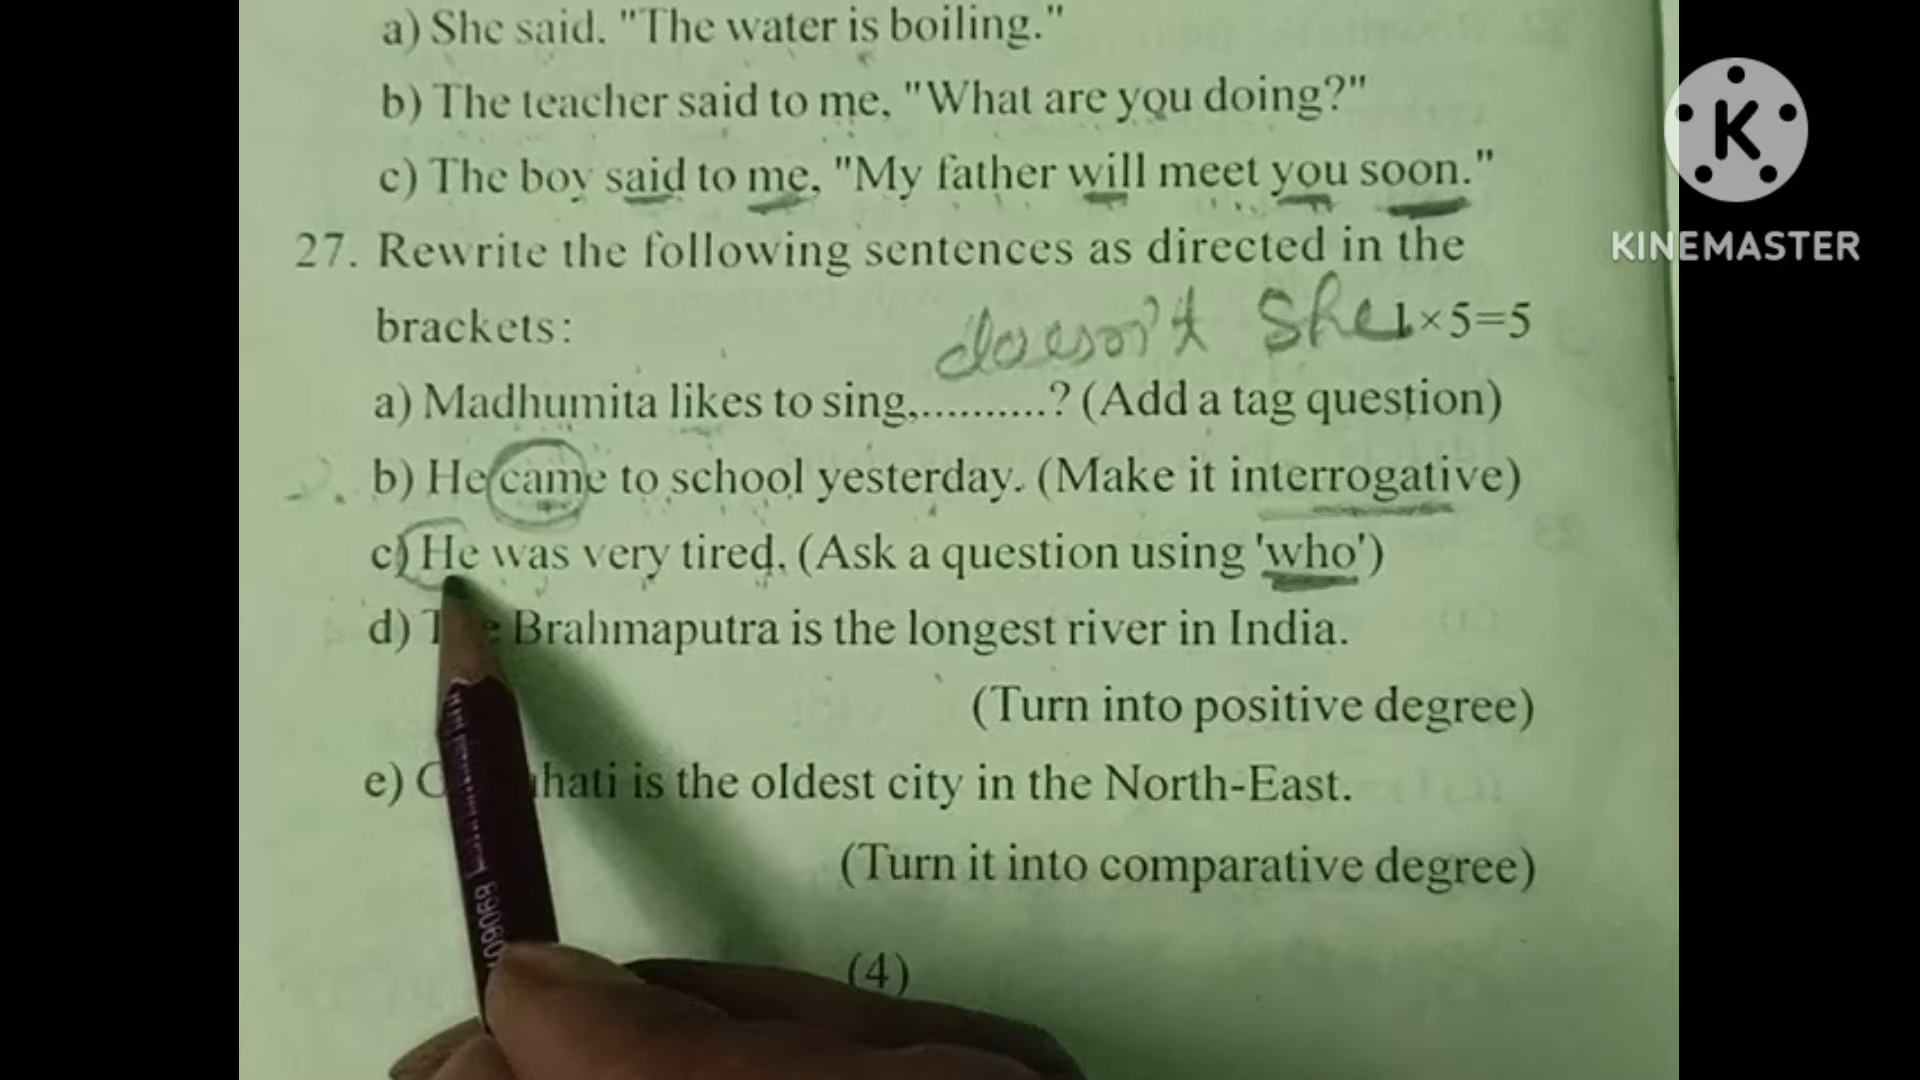 a) She said. "The water is boiling."
b) The teacher said to me, "What are you doing?"
c) The boy said to me, "My father will meet you soon."
27. Rewrite the following sentences as directed in the
brackets: doesn't she 1×5=5
a) Madhumita likes to sing,..........? (Add a tag question)
b) He came to school yesterday. (Make it interrogative)
c) He was very tired. (Ask a question using 'who')
d) Brahmaputra is the longest river in India.
(Turn into positive degree)
e) is the oldest city in the North-East.
(Turn it into comparative degree)
(4)
K
KINEMASTER